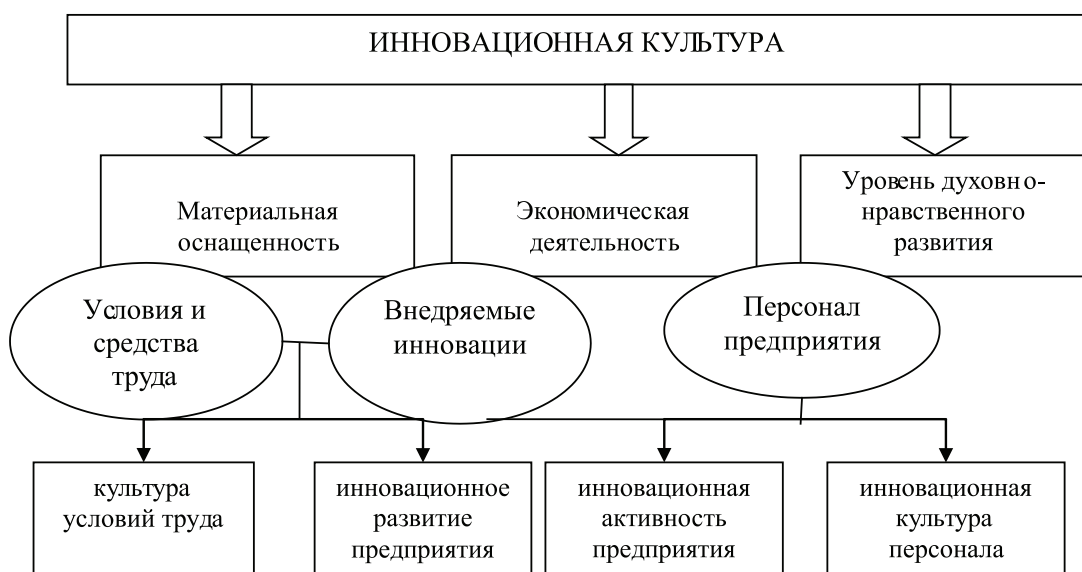 ИННОВАЦИОННАЯ КУЛЬТУРА
Материальная
оснащенность
Экономическая
деятельность
Уровень духовно-
нравственного
развития
Условия и
средства
труда
Внедряемые
инновации
Персонал
предприятия
культура
условий труда
инновационное
развитие
предприятия
инновационная
активность
предприятия
инновационная
культура
персонала